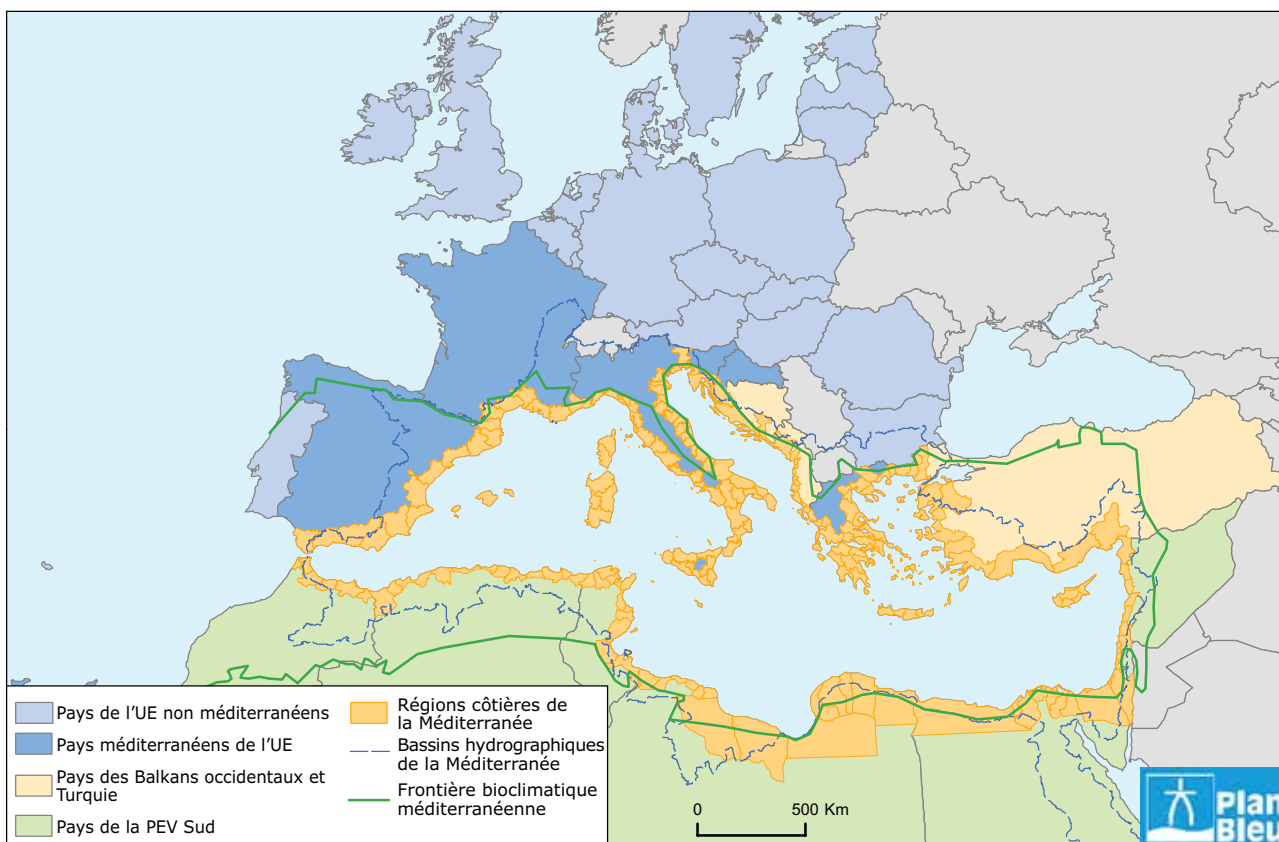 Pays de l'UE non méditerranéens
Pays méditerranéens de l'UE
Pays des Balkans occidentaux et
Turquie
Pays de la PEV Sud
Régions côtières de
la Méditerranée
Bassins hydrographiques
de la Méditerranée
Frontière bioclimatique
méditerranéenne
0 500 Km
Plan
Bleu